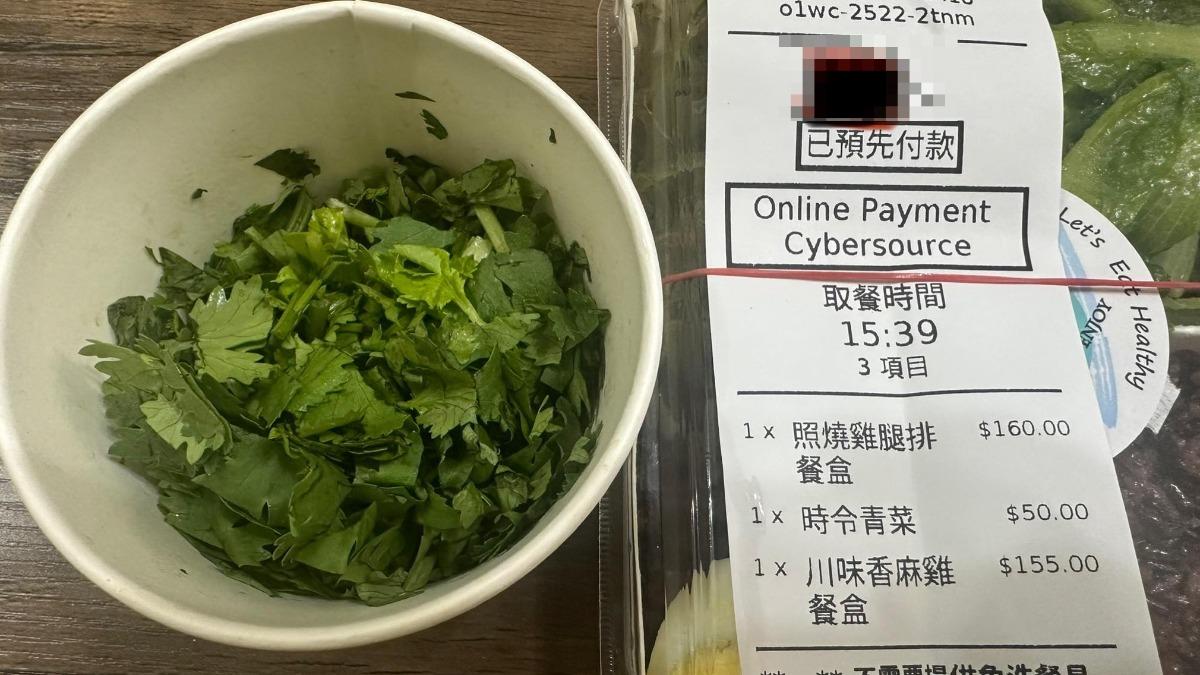 o1wc-2522-2tnm
已預先付款
Online Payment
Cybersource
取餐時間
15:39
3 項目
1 x 照燒雞腿排 $160.00
餐盒
1 x 時令青菜 $50.00
1 x 川味香麻雞 $155.00
餐盒
Let's Eat Healthy